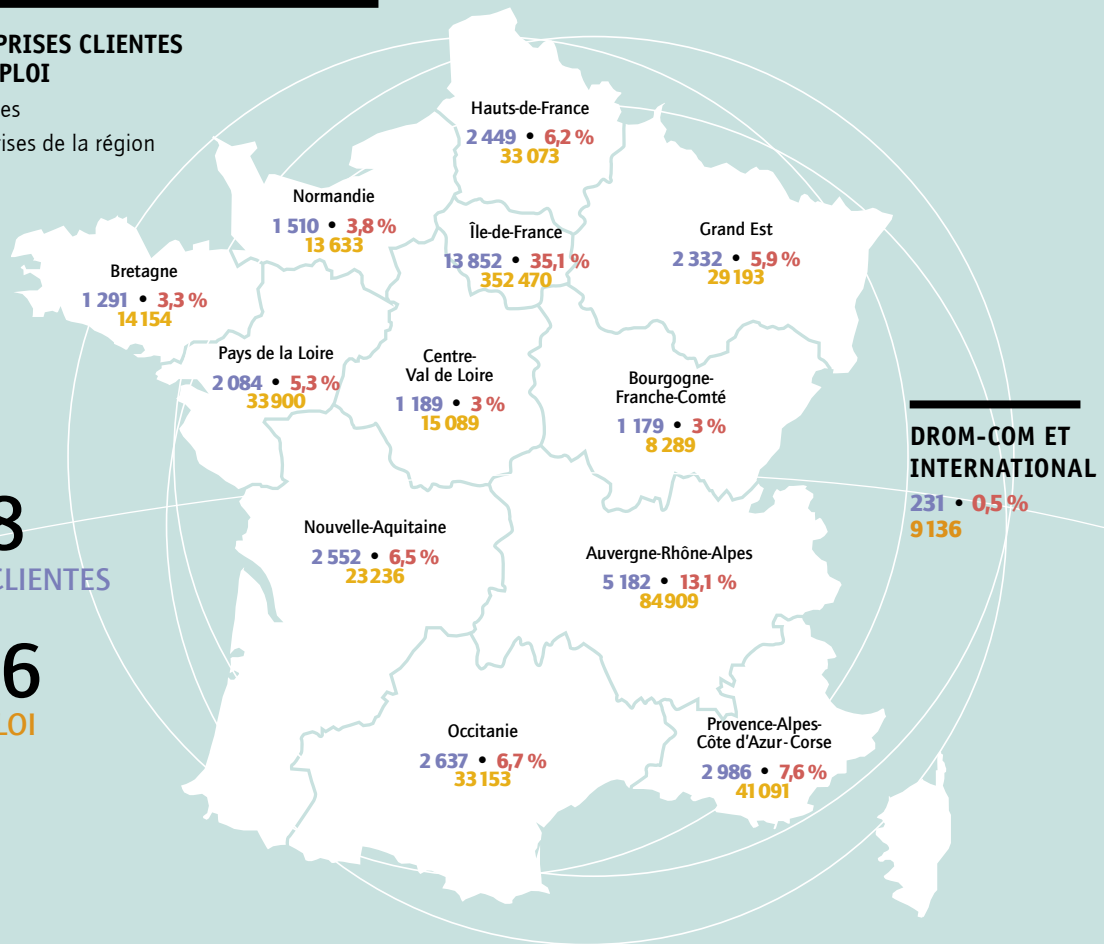 PRISES CLIENTES
PLOI
es
ises de la région
Hauts-de-France
2 449 • 6,2 %
33 073
Normandie
1 510 • 3,8 %
13 633
Île-de-France
13 852 • 35,1 %
352 470
Grand Est
2 332 • 5,9 %
29 193
Bretagne
1 291 • 3,3 %
14 154
Pays de la Loire
2 084 • 5,3 %
33 900
Centre-
Val de Loire
1 189 • 3 %
15 089
Bourgogne-
Franche-Comté
1 179 • 3 %
8 289
DROM-COM ET
INTERNATIONAL
231 • 0,5 %
9 136
8
CLIENTES
6
LOI
Nouvelle-Aquitaine
2 552 • 6,5 %
23 236
Auvergne-Rhône-Alpes
5 182 • 13,1 %
84 909
Occitanie
2 637 • 6,7 %
33 153
Provence-Alpes-
Côte d'Azur-Corse
2 986 • 7,6 %
41 091